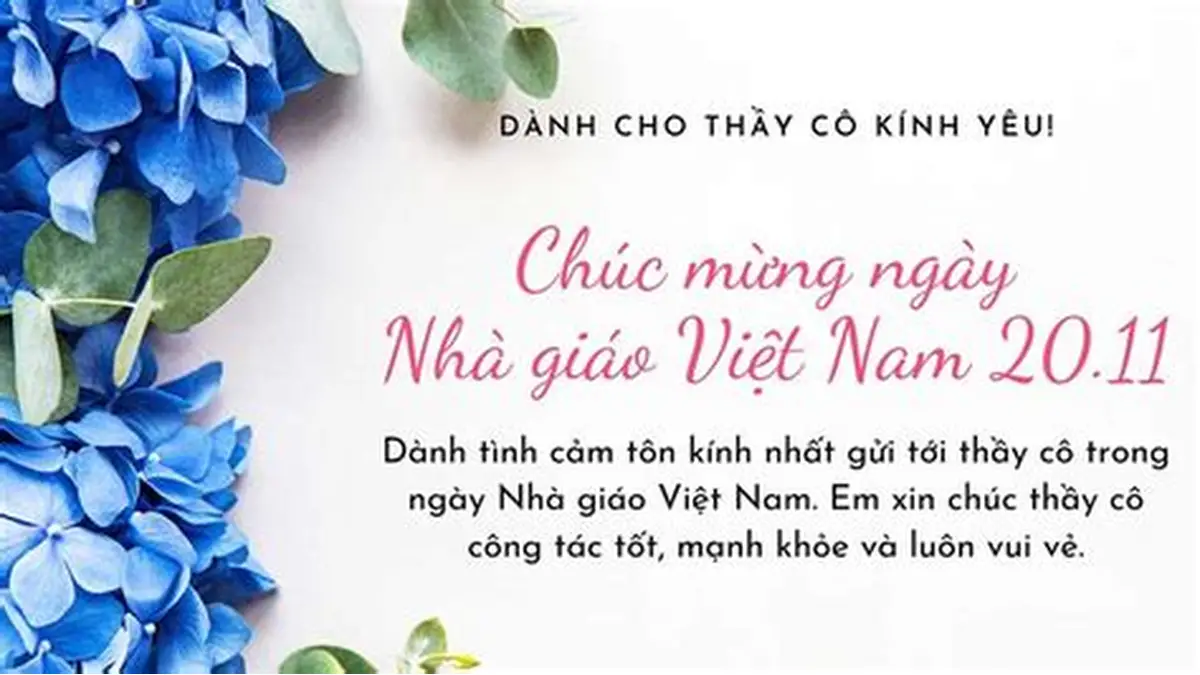 DÀNH CHO THẦY CÔ KÍNH YÊU!
Chúc mừng ngày
Nhà giáo Việt Nam 20.11
Dành tình cảm tôn kính nhất gửi tới thầy cô trong
ngày Nhà giáo Việt Nam. Em xin chúc thầy cô
công tác tốt, mạnh khỏe và luôn vui vẻ.